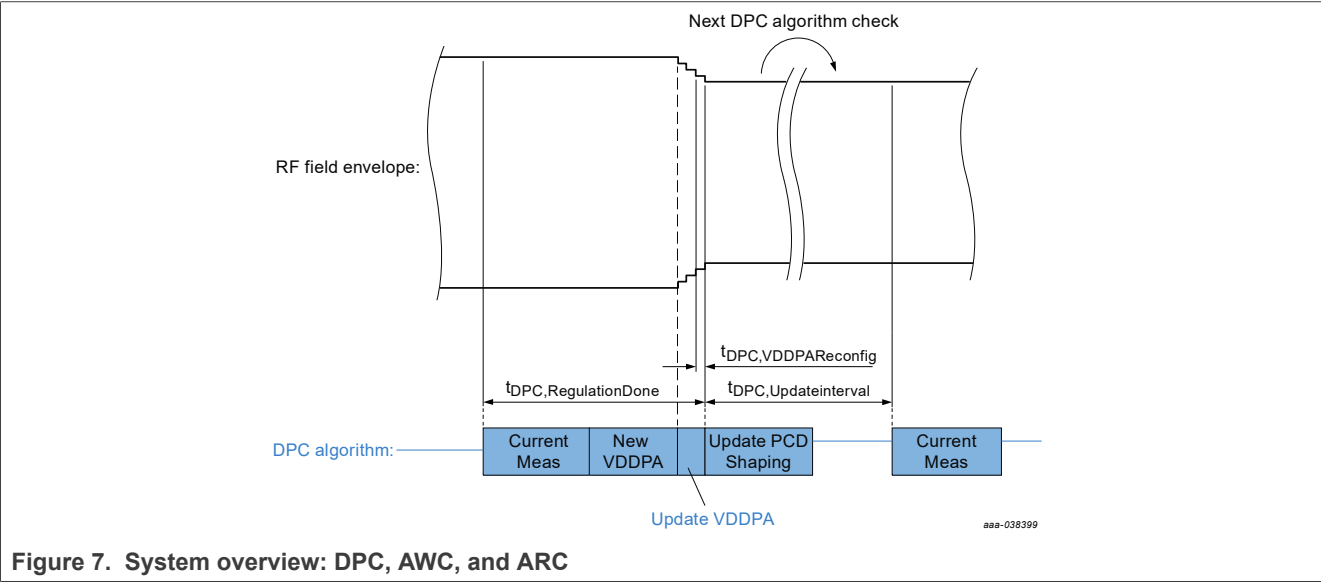 Next DPC algorithm check
RF field envelope:
tDPC,VDDPAReconfig
tDPC,RegulationDone
tDPC,Updateinterval
DPC algorithm:
Current
Meas
New
VDDPA
Update PCD
Shaping
Current
Meas
Update VDDPA
aaa-038399
Figure 7. System overview: DPC, AWC, and ARC